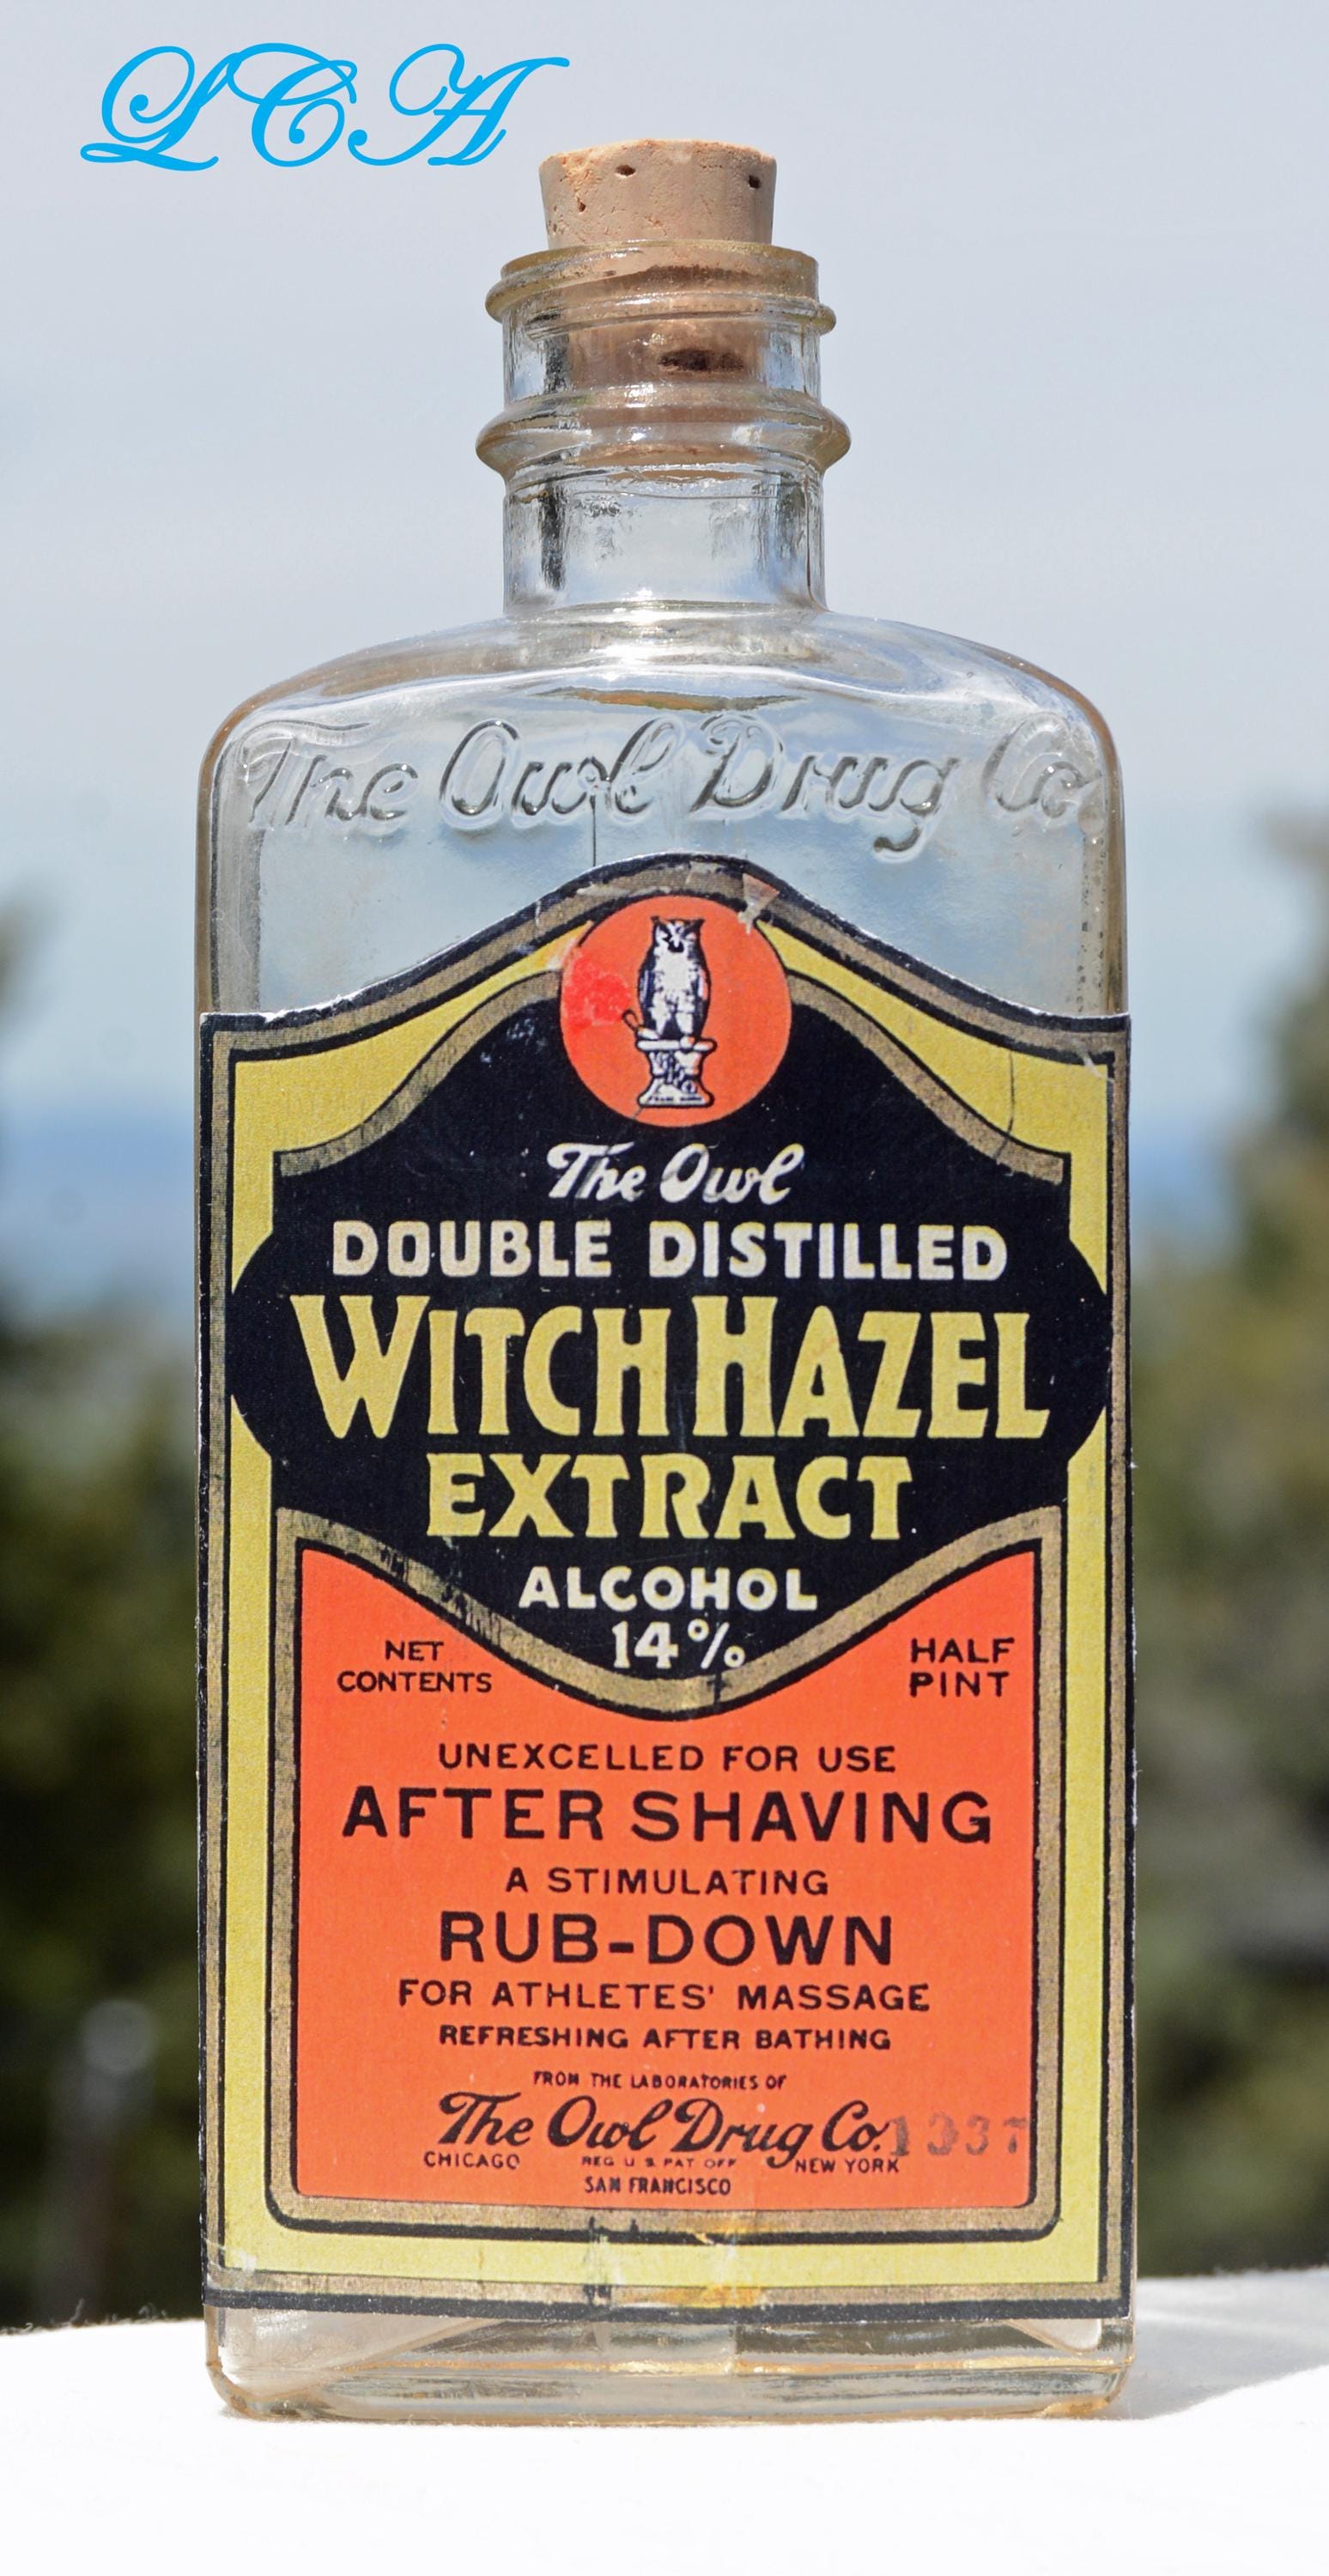 LCA
The Owl Drug Co.
The Owl
DOUBLE DISTILLED
WITCH HAZEL
EXTRACT
ALCOHOL
14%
NET
CONTENTS
HALF
PINT
UNEXCELLED FOR USE
AFTER SHAVING
A STIMULATING
RUB-DOWN
FOR ATHLETES' MASSAGE
REFRESHING AFTER BATHING
FROM THE LABORATORIES OF
The Owl Drug Co.
1337
CHICAGO REG U S PAT OFF NEW YORK
SAN FRANCISCO